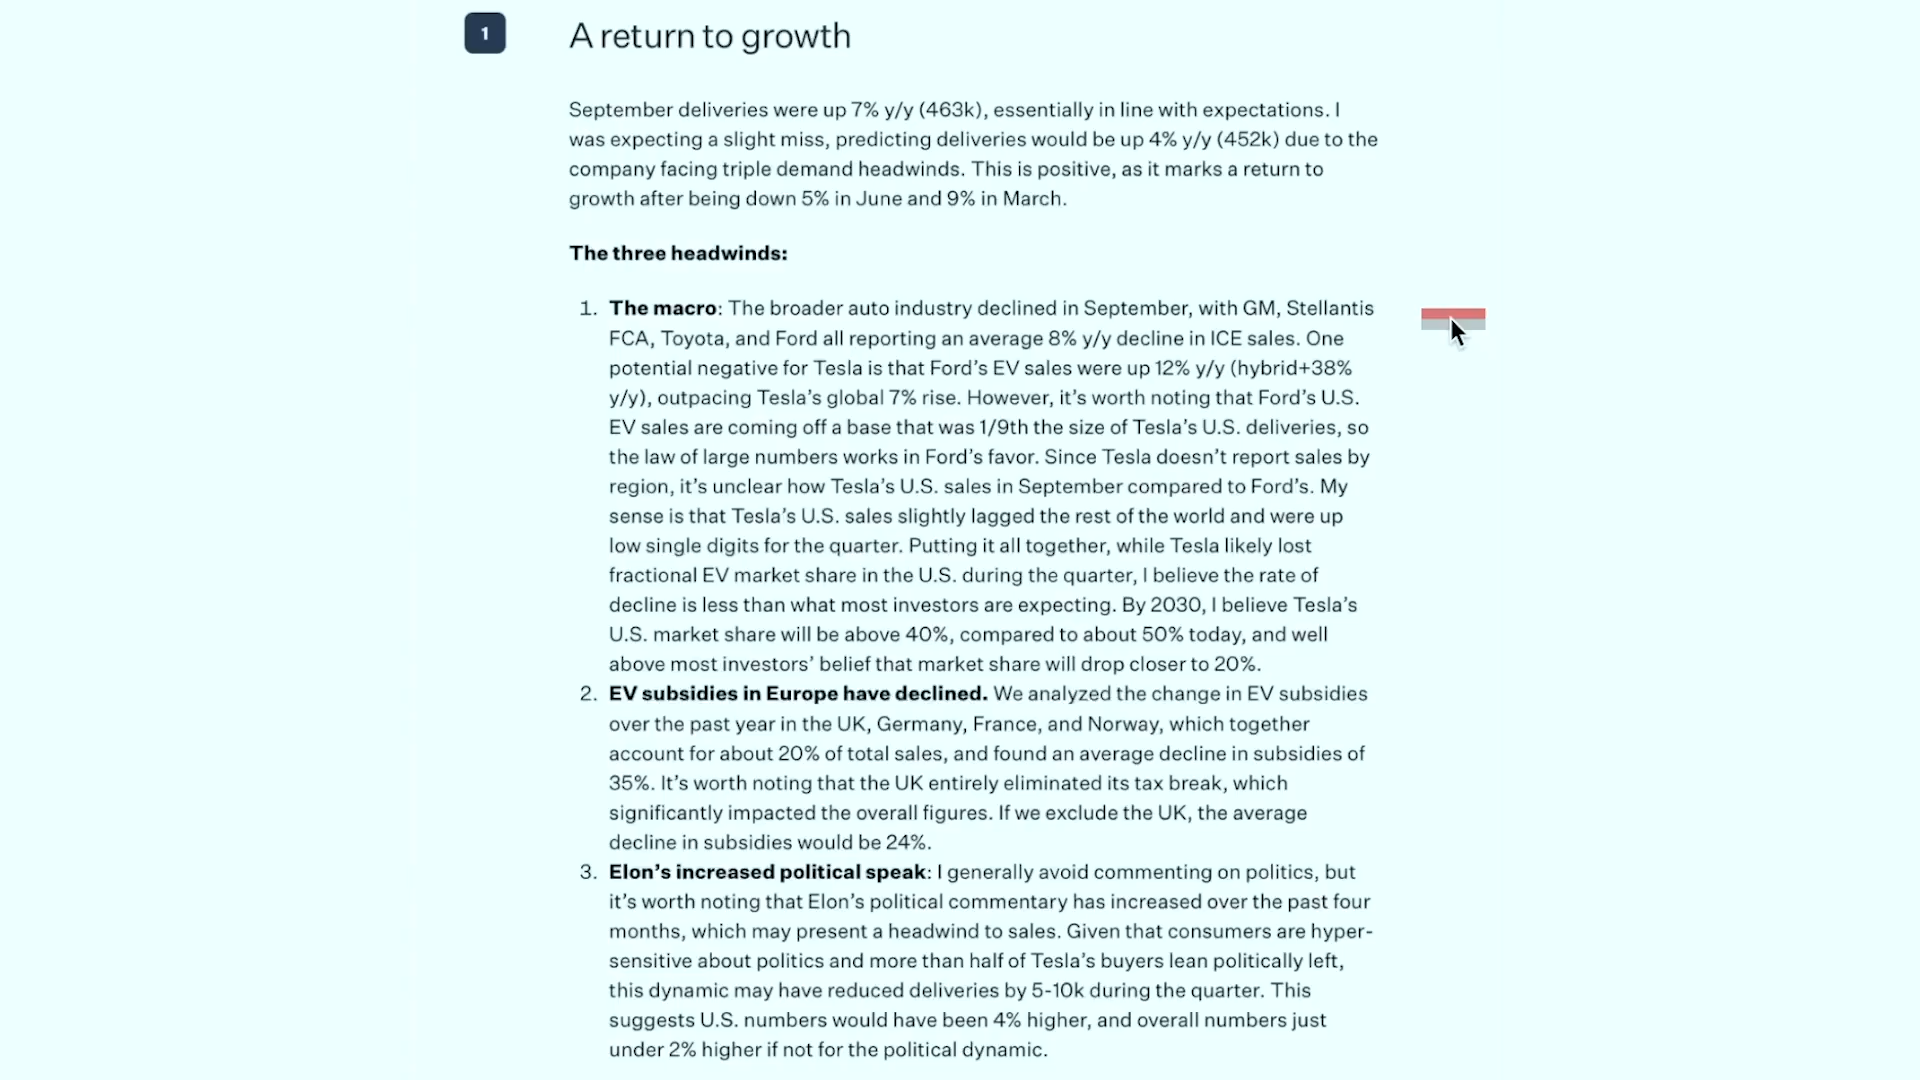 1
A return to growth
September deliveries were up 7% y/y (463k), essentially in line with expectations. I
was expecting a slight miss, predicting deliveries would be up 4% y/y (452k) due to the
company facing triple demand headwinds. This is positive, as it marks a return to
growth after being down 5% in June and 9% in March.
The three headwinds:
1. The macro: The broader auto industry declined in September, with GM, Stellantis
FCA, Toyota, and Ford all reporting an average 8% y/y decline in ICE sales. One
potential negative for Tesla is that Ford's EV sales were up 12% y/y (hybrid+38%
y/y), outpacing Tesla's global 7% rise. However, it's worth noting that Ford's U.S.
EV sales are coming off a base that was 1/9th the size of Tesla's U.S. deliveries, so
the law of large numbers works in Ford's favor. Since Tesla doesn't report sales by
region, it's unclear how Tesla's U.S. sales in September compared to Ford's. My
sense is that Tesla's U.S. sales slightly lagged the rest of the world and were up
low single digits for the quarter. Putting it all together, while Tesla likely lost
fractional EV market share in the U.S. during the quarter, I believe the rate of
decline is less than what most investors are expecting. By 2030, I believe Tesla's
U.S. market share will be above 40%, compared to about 50% today, and well
above most investors' belief that market share will drop closer to 20%.
2. EV subsidies in Europe have declined. We analyzed the change in EV subsidies
over the past year in the UK, Germany, France, and Norway, which together
account for about 20% of total sales, and found an average decline in subsidies of
35%. It's worth noting that the UK entirely eliminated its tax break, which
significantly impacted the overall figures. If we exclude the UK, the average
decline in subsidies would be 24%.
3. Elon's increased political speak: I generally avoid commenting on politics, but
it's worth noting that Elon's political commentary has increased over the past four
months, which may present a headwind to sales. Given that consumers are hyper-
sensitive about politics and more than half of Tesla's buyers lean politically left,
this dynamic may have reduced deliveries by 5-10k during the quarter. This
suggests U.S. numbers would have been 4% higher, and overall numbers just
under 2% higher if not for the political dynamic.